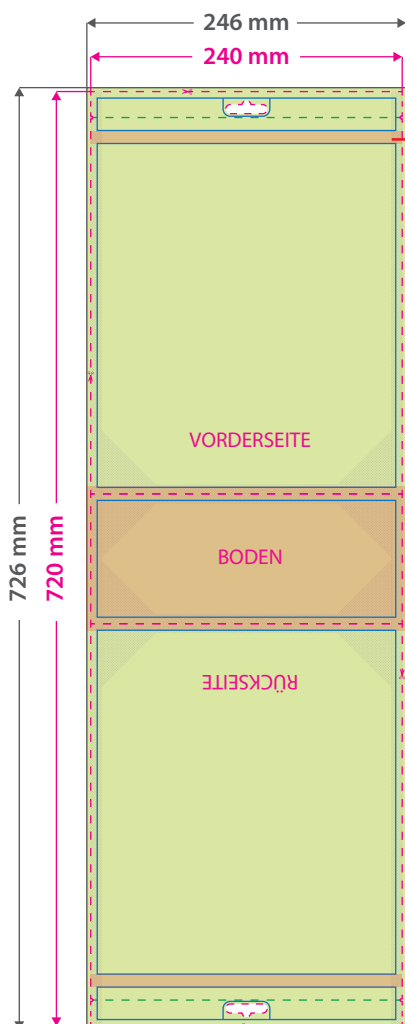 246 mm
240 mm
VORDERSEITE
726 mm
720 mm
BODEN
RÜCKSEITE